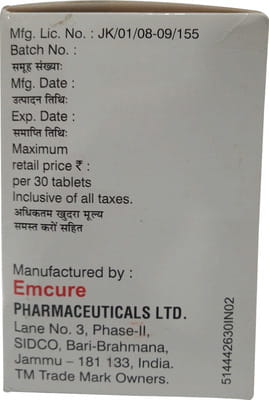 Mfg. Lic. No. : JK/01/08-09/155
Batch No. :
समूह संख्याः
Mfg. Date :
उत्पादन तिथिः
Exp. Date :
समाप्ति तिथिः
Maximum
retail price ₹ :
per 30 tablets
Inclusive of all taxes.
अधिकतम खुदरा मूल्य
समस्त करों सहित
Manufactured by :
Emcure
PHARMACEUTICALS LTD.
Lane No. 3, Phase-II,
SIDCO, Bari-Brahmana,
Jammu – 181 133, India.
TM Trade Mark Owners.
514442630IN02